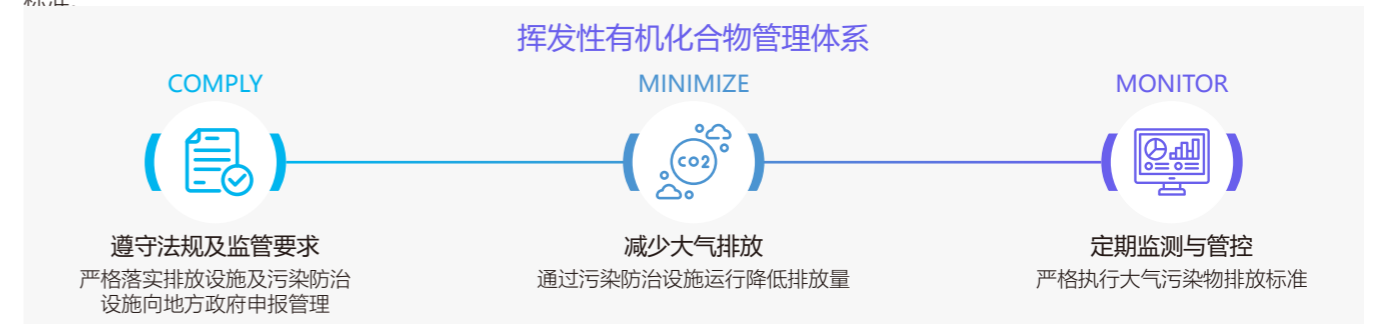 挥发性有机化合物管理体系
COMPLY
MINIMIZE
MONITOR
CO2
遵守法规及监管要求
减少大气排放
定期监测与管控
严格落实排放设施及污染防治
设施向地方政府申报管理
通过污染防治设施运行降低排放量
严格执行大气污染物排放标准